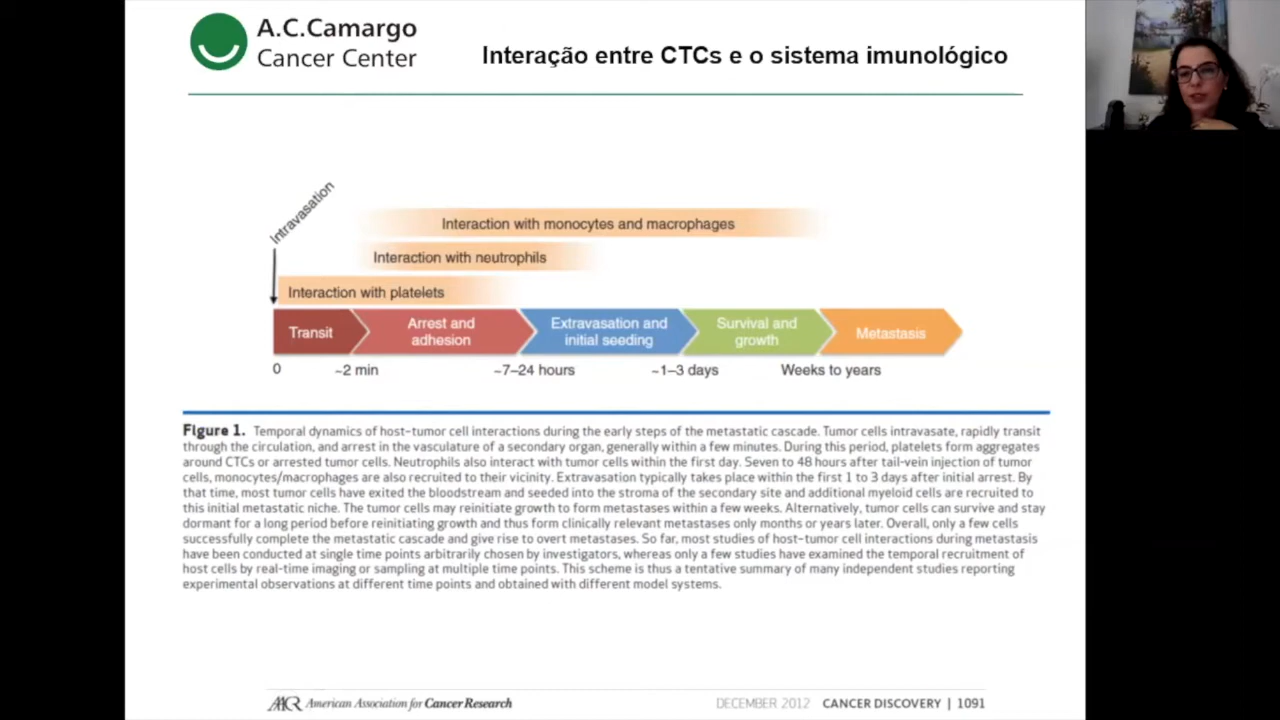 A.C.Camargo
Cancer Center
Interação entre CTCs e o sistema imunológico
Intravasation
Interaction with monocytes and macrophages
Interaction with neutrophils
Interaction with platelets
Transit
Arrest and
adhesion
Extravasation and
initial seeding
Survival and
growth
Metastasis
0
~2 min
~7–24 hours
~1–3 days
Weeks to years
Figure 1. Temporal dynamics of host–tumor cell interactions during the early steps of the metastatic cascade. Tumor cells intravasate, rapidly transit
through the circulation, and arrest in the vasculature of a secondary organ, generally within a few minutes. During this period, platelets form aggregates
around CTCs or arrested tumor cells. Neutrophils also interact with tumor cells within the first day. Seven to 48 hours after tail-vein injection of tumor
cells, monocytes/macrophages are also recruited to their vicinity. Extravasation typically takes place within the first 1 to 3 days after initial arrest. By
that time, most tumor cells have exited the bloodstream and seeded into the stroma of the secondary site and additional myeloid cells are recruited to
this initial metastatic niche. The tumor cells may reinitiate growth to form metastases within a few weeks. Alternatively, tumor cells can survive and stay
dormant for a long period before reinitiating growth and thus form clinically relevant metastases only months or years later. Overall, only a few cells
successfully complete the metastatic cascade and give rise to overt metastases. So far, most studies of host–tumor cell interactions during metastasis
have been conducted at single time points arbitrarily chosen by investigators, whereas only a few studies have examined the temporal recruitment of
host cells by real-time imaging or sampling at multiple time points. This scheme is thus a tentative summary of many independent studies reporting
experimental observations at different time points and obtained with different model systems.
AACR American Association for Cancer Research
DECEMBER 2012 CANCER DISCOVERY | 1091